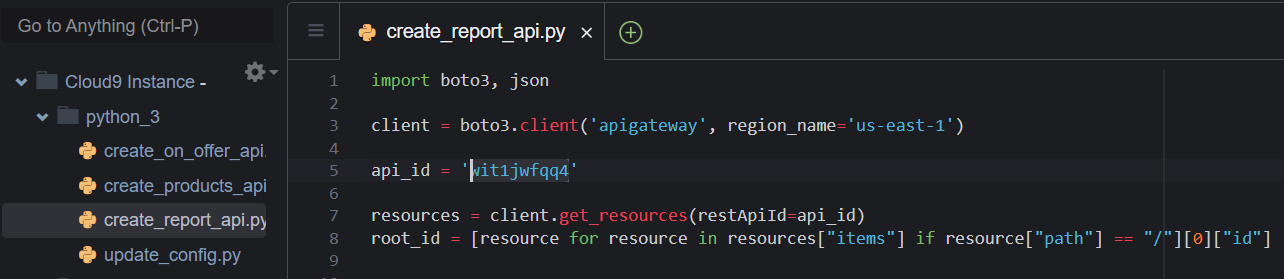 Go to Anything (Ctrl-P)
Cloud9 Instance -
python_3
create_on_offer_api.
create_products_api
create_report_api.py
update_config.py
create_report_api.py ×
1 import boto3, json
2
3 client = boto3.client('apigateway', region_name='us-east-1')
4
5 api_id = 'wit1jwfqq4'
6
7 resources = client.get_resources(restApiId=api_id)
8 root_id = [resource for resource in resources["items"] if resource["path"] == "/"][0]["id"]
9